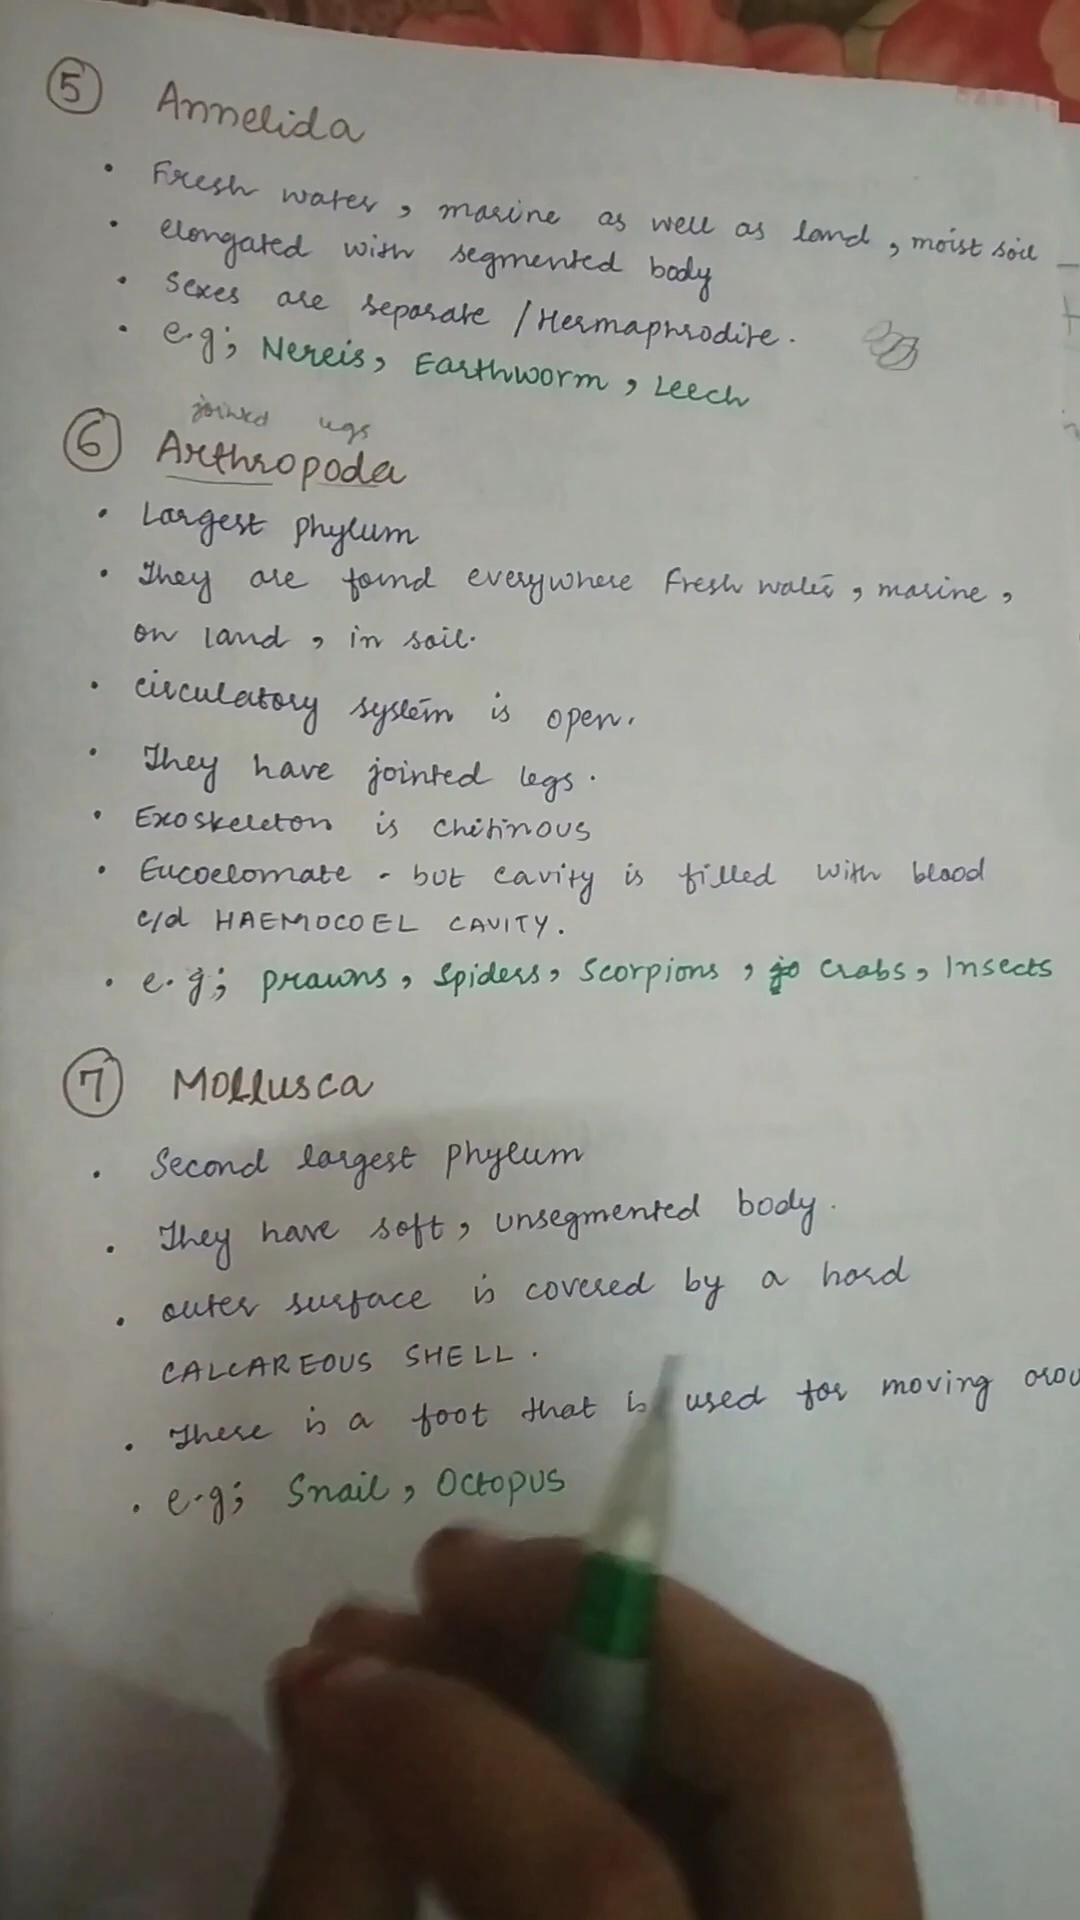 5 Annelida
• Fresh water, marine as well as land, moist soil
• elongated with segmented body
• Sexes are separate / Hermaphrodite.
• e.g; Nereis, Earthworm, Leech
joined legs
6 Arthropoda
• Largest phylum
• They are found everywhere Fresh water, marine,
on land, in soil.
• circulatory system is open.
• They have jointed legs.
• Exoskeleton is chitinous
• Eucoelomate - but cavity is filled with blood
c/d HAEMOCOEL CAVITY.
• e.g; prawns, Spiders, Scorpions, Crabs, Insects
7 Mollusca
• Second largest phylum
• They have soft, unsegmented body.
• outer surface is covered by a hard
CALCAREOUS SHELL.
• There is a foot that is used for moving arou
• e.g; Snail, Octopus